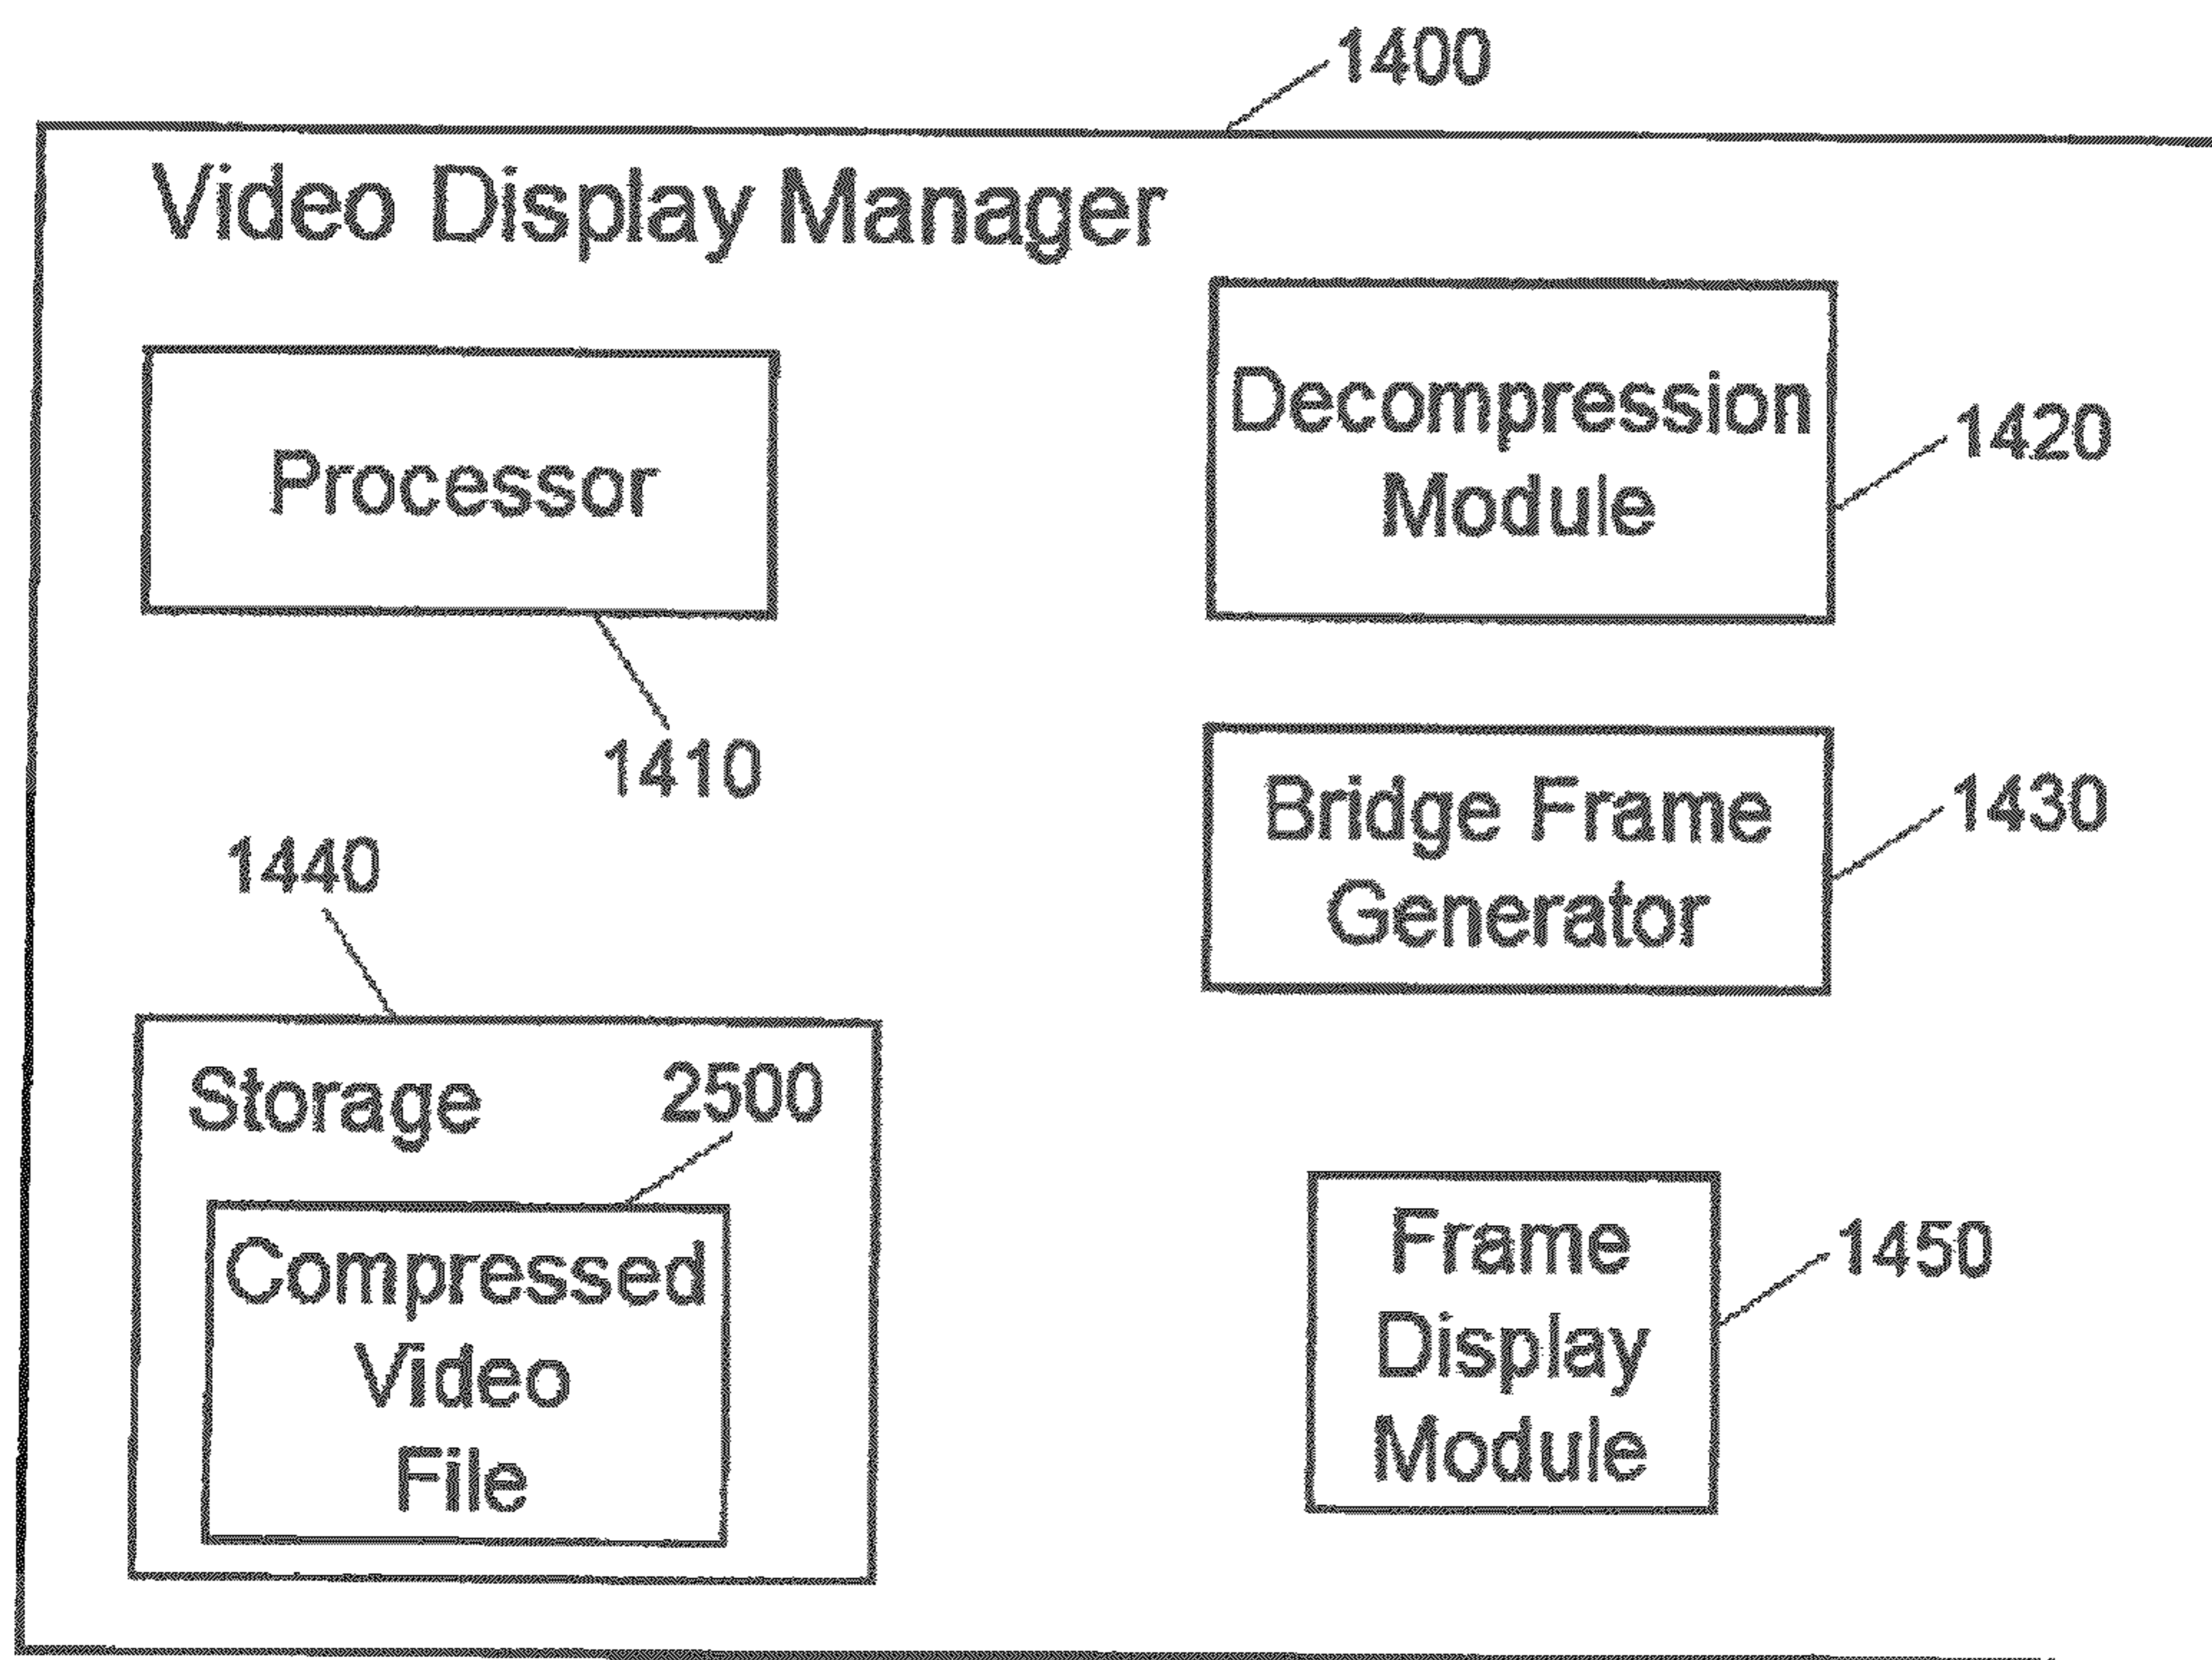 1400
Video Display Manager
Processor
1410
Decompression
Module
1420
Bridge Frame
Generator
1430
1440
Storage
2500
Compressed
Video
File
Frame
Display
Module
1450